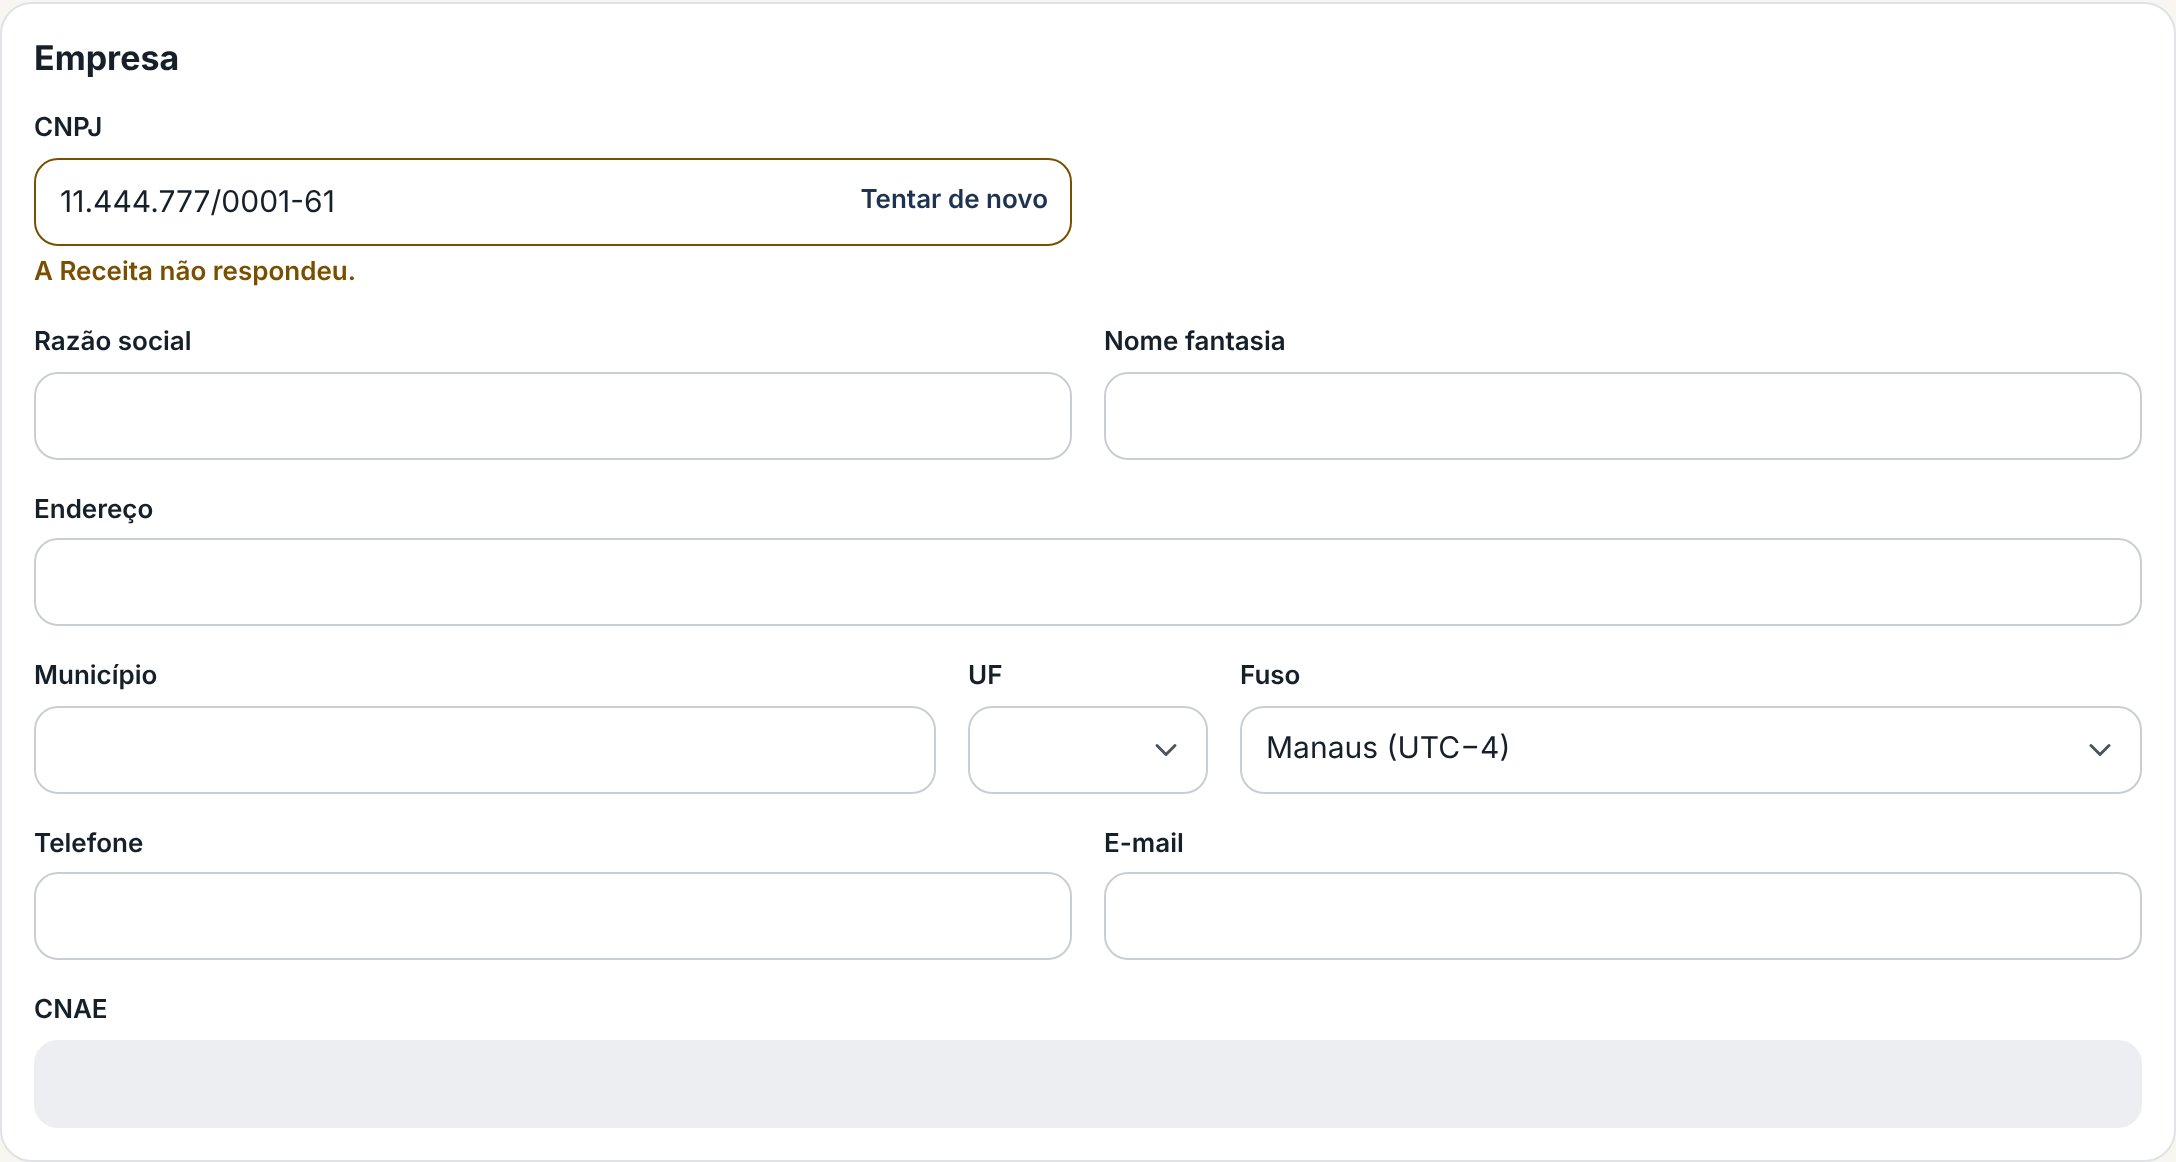 Empresa
CNPJ
11.444.777/0001-61 Tentar de novo
A Receita não respondeu.
Razão social Nome fantasia
Endereço
Município UF Fuso
Manaus (UTC−4)
Telefone E-mail
CNAE